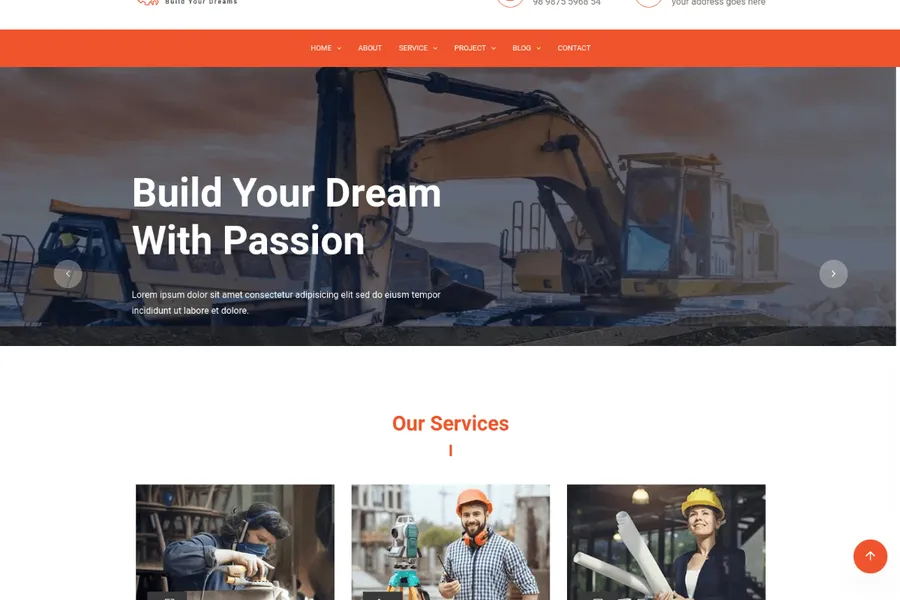 Build Your Dreams
98 9875 5968 54
your address goes here
HOME ABOUT SERVICE PROJECT BLOG CONTACT
Build Your Dream
With Passion
Lorem ipsum dolor sit amet consectetur adipisicing elit sed do eiusm tempor
incididunt ut labore et dolore.
Our Services